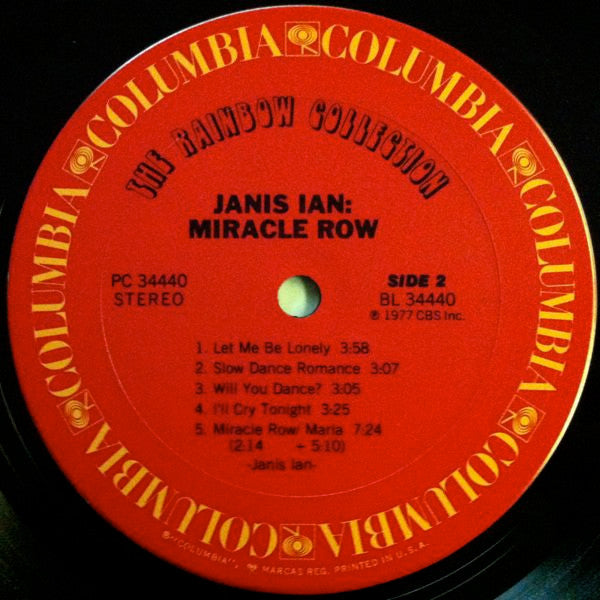 COLUMBIA COLUMBIA COLUMBIA COLUMBIA COLUMBIA COLUMBIA
THE RAINBOW COLLECTION
JANIS IAN:
MIRACLE ROW
PC 34440
STEREO
SIDE 2
BL 34440
℗ 1977 CBS Inc.
1. Let Me Be Lonely 3:58
2. Slow Dance Romance 3:07
3. Will You Dance? 3:05
4. I'll Cry Tonight 3:25
5. Miracle Row/ Maria 7:24
(2:14 + 5:10)
-Janis Ian-
®"COLUMBIA", MARCAS REG. PRINTED IN U.S.A.